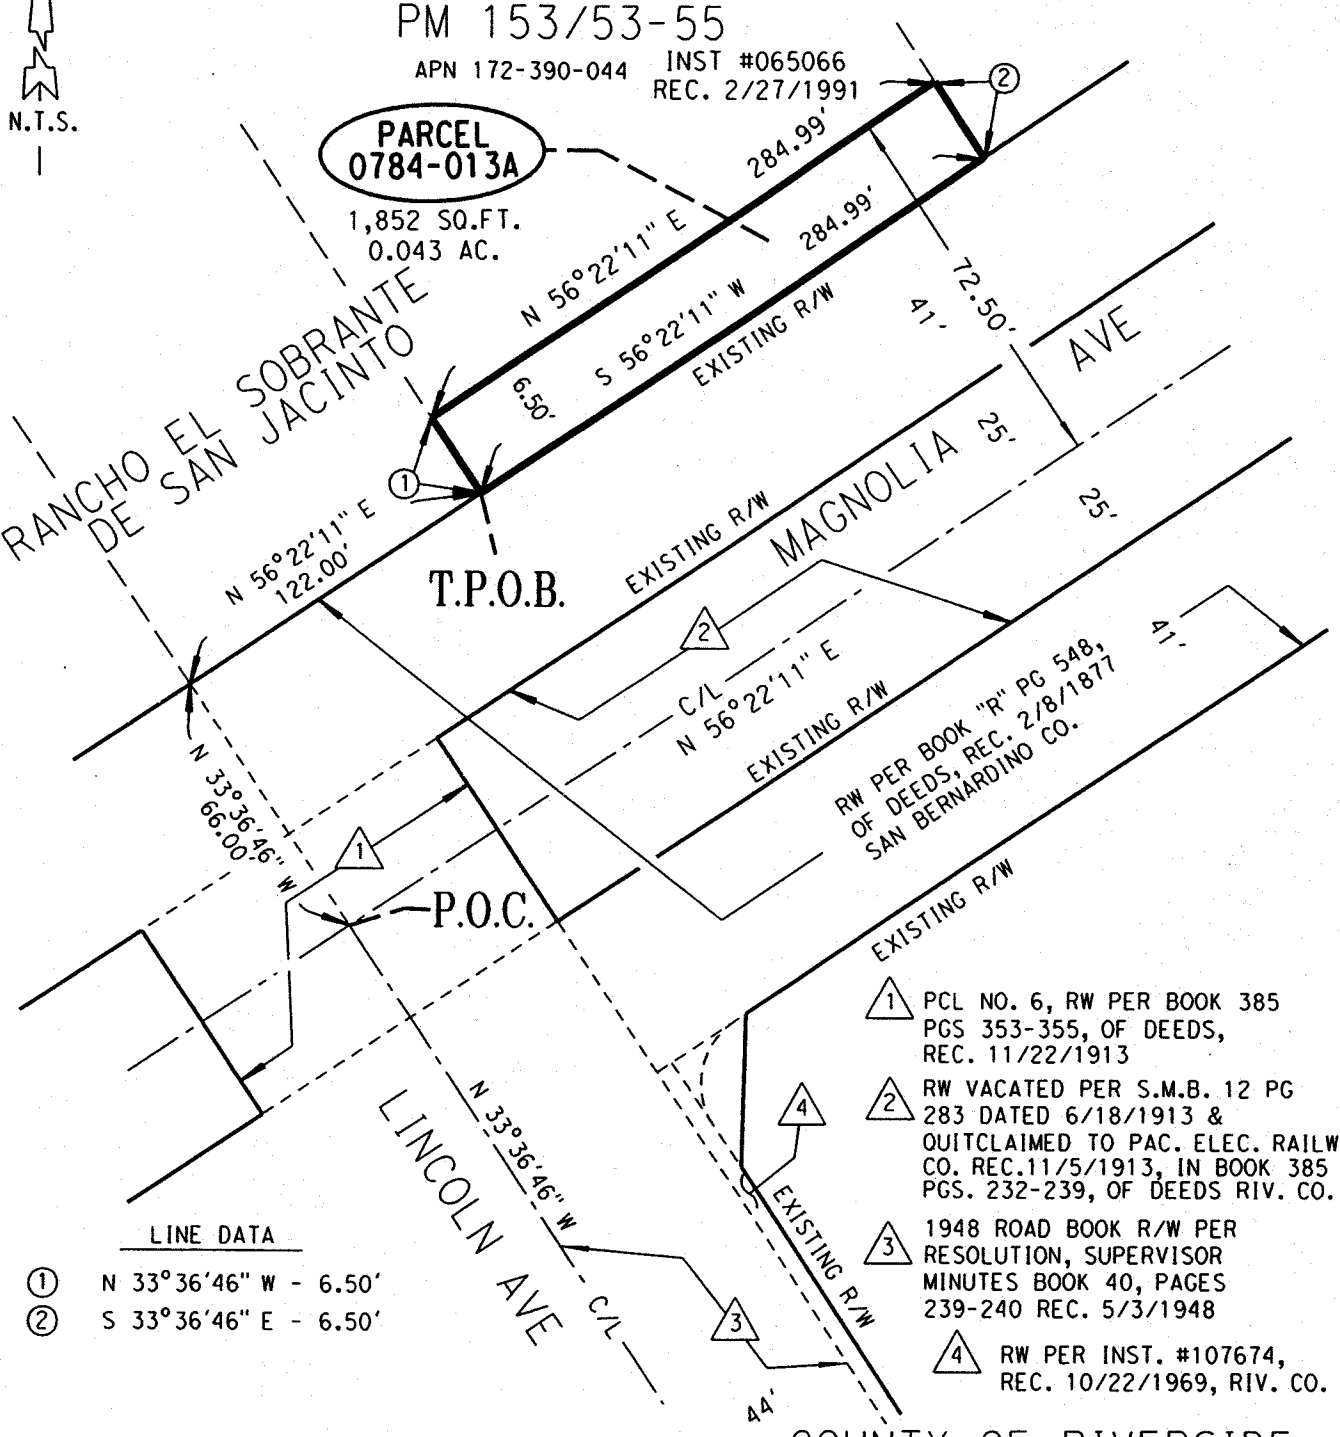 PM 153/53-55
APN 172-390-044
INST #065066
REC. 2/27/1991
N
N.T.S.
2
PARCEL
0784-013A
1,852 SQ.FT.
0.043 AC.
284.99'
284.99'
N 56°22'11" E
S 56°22'11" W
EXISTING R/W
72.50'
41'
AVE
RANCHO EL SOBRANTE
DE SAN JACINTO
6.50'
1
N 56°22'11" E
122.00'
T.P.O.B.
EXISTING R/W
MAGNOLIA
25'
25'
2
C/L
N 56°22'11" E
EXISTING R/W
41'
RW PER BOOK "R" PG 548,
OF DEEDS, REC. 2/8/1877
SAN BERNARDINO CO.
N 33°36'46" W
66.00'
1
P.O.C.
EXISTING R/W
1 PCL NO. 6, RW PER BOOK 385
PGS 353-355, OF DEEDS,
REC. 11/22/1913
2 RW VACATED PER S.M.B. 12 PG
283 DATED 6/18/1913 &
QUITCLAIMED TO PAC. ELEC. RAILW
CO. REC.11/5/1913, IN BOOK 385
PGS. 232-239, OF DEEDS RIV. CO.
3 1948 ROAD BOOK R/W PER
RESOLUTION, SUPERVISOR
MINUTES BOOK 40, PAGES
239-240 REC. 5/3/1948
4 RW PER INST. #107674,
REC. 10/22/1969, RIV. CO.
4
LINCOLN AVE
N 33°36'46" W
C/L
EXISTING R/W
3
44'
LINE DATA
1 N 33°36'46" W - 6.50'
2 S 33°36'46" E - 6.50'
COUNTY OF RIVERSIDE